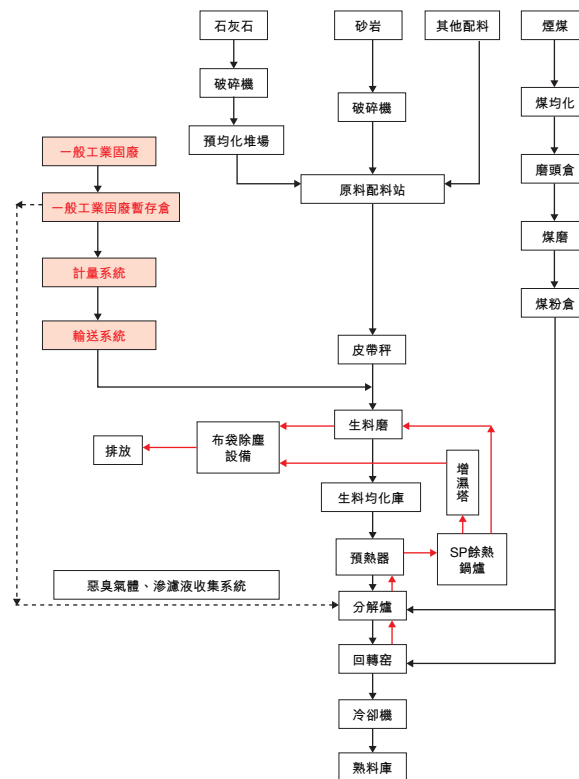 石灰石
砂岩
其他配料
煙煤
破碎機
煤均化
破碎機
預均化堆場
一般工業固廢
磨頭倉
原料配料站
一般工業固廢暫存倉
煤磨
計量系統
煤粉倉
輸送系統
皮帶秤
生料磨
布袋除塵
設備
排放
增
濕
塔
生料均化庫
預熱器
SP餘熱
鍋爐
惡臭氣體、滲濾液收集系統
分解爐
回轉窑
冷卻機
熟料庫